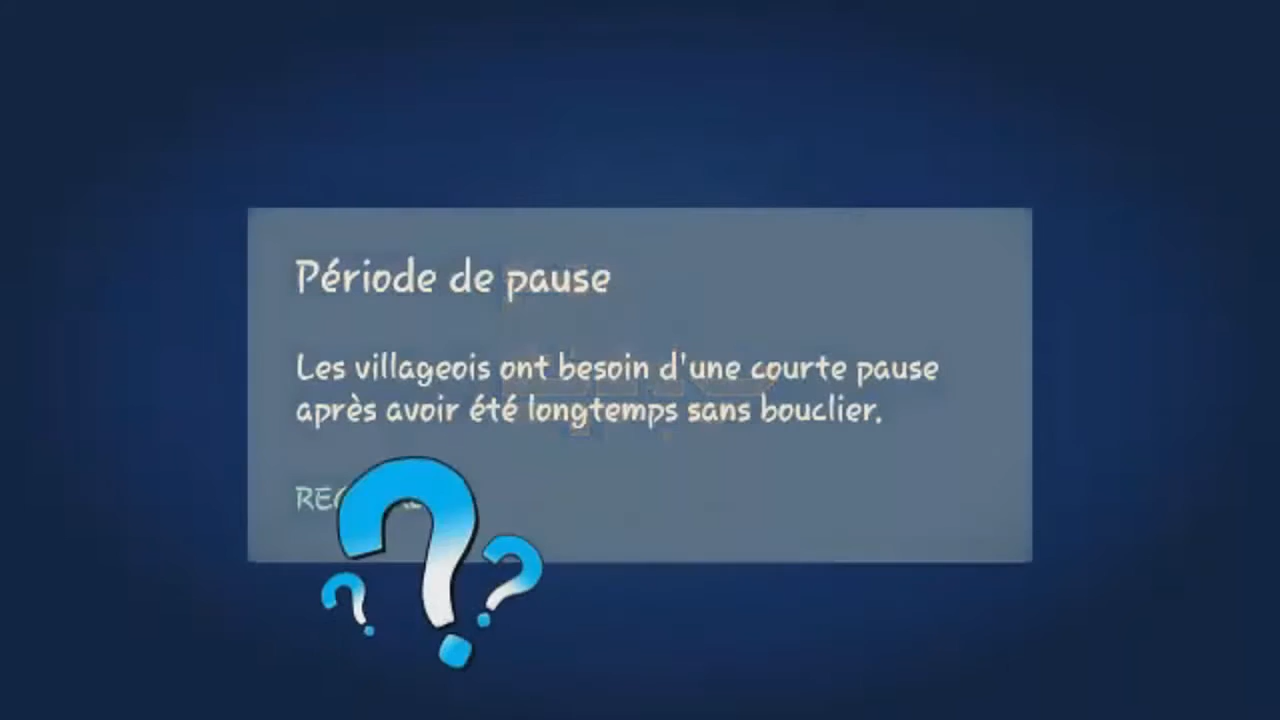 Période de pause
Les villageois ont besoin d'une courte pause
après avoir été longtemps sans bouclier.